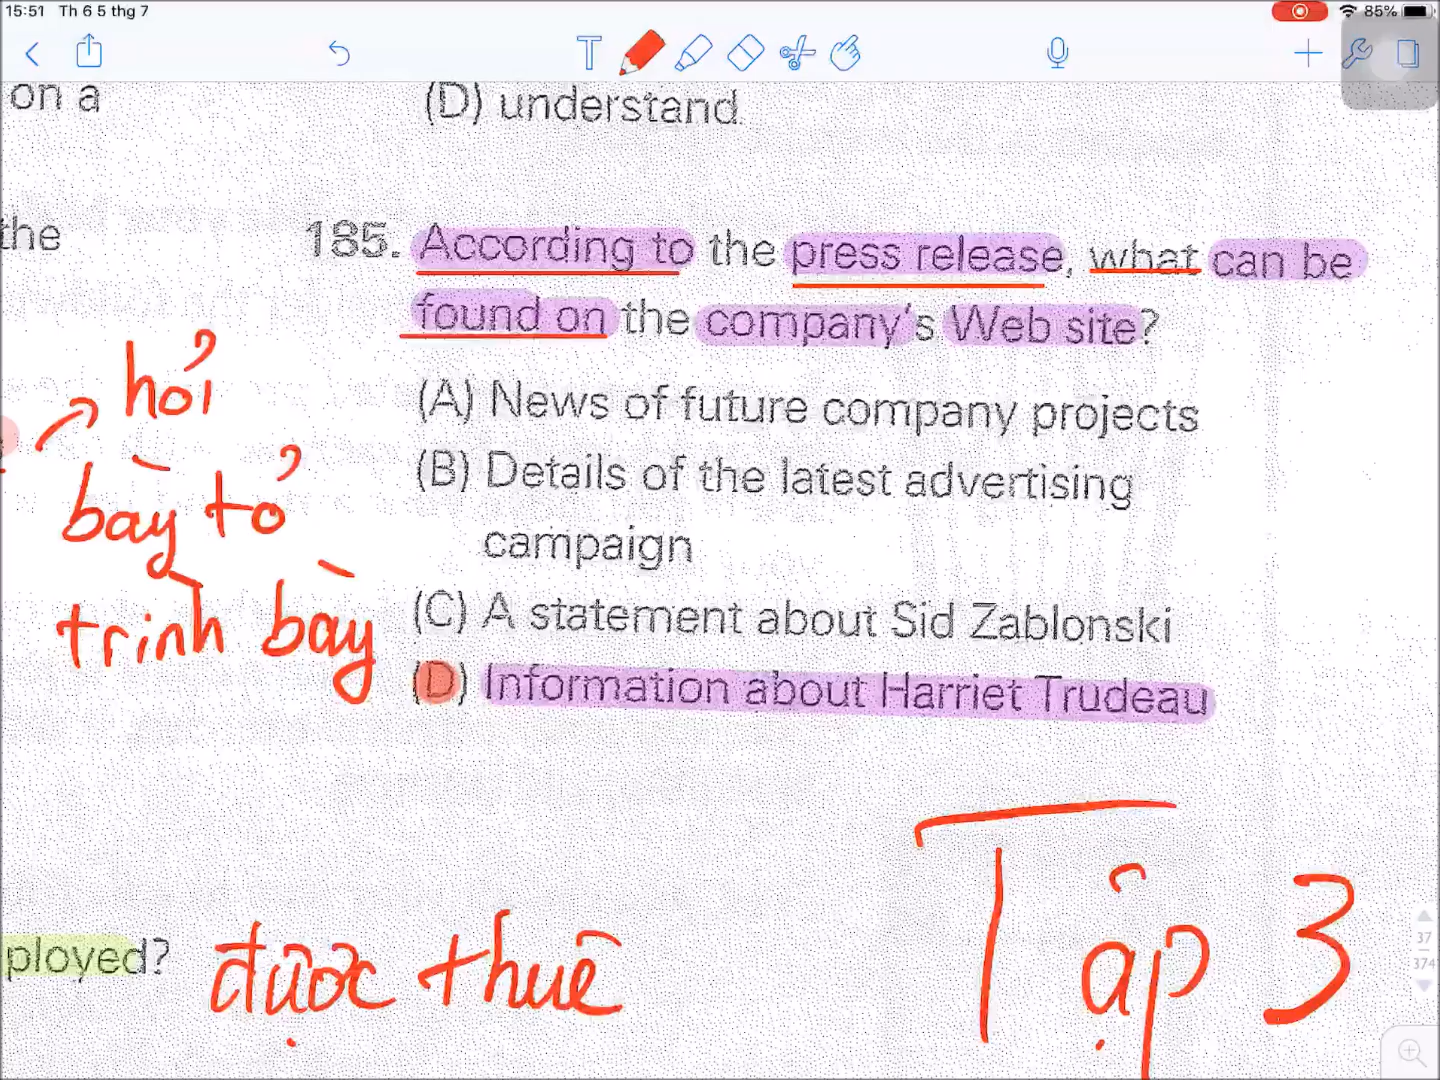 15:51 Th 6 5 thg 7
85%
on a
(D) understand
the
185. According to the press release, what can be
found on the company's Web site?
(A) News of future company projects
(B) Details of the latest advertising
campaign
(C) A statement about Sid Zablonski
(D) Information about Harriet Trudeau
hỏi
bày tỏ
trình bày
ployed?
được thuê
Tập 3
37
374